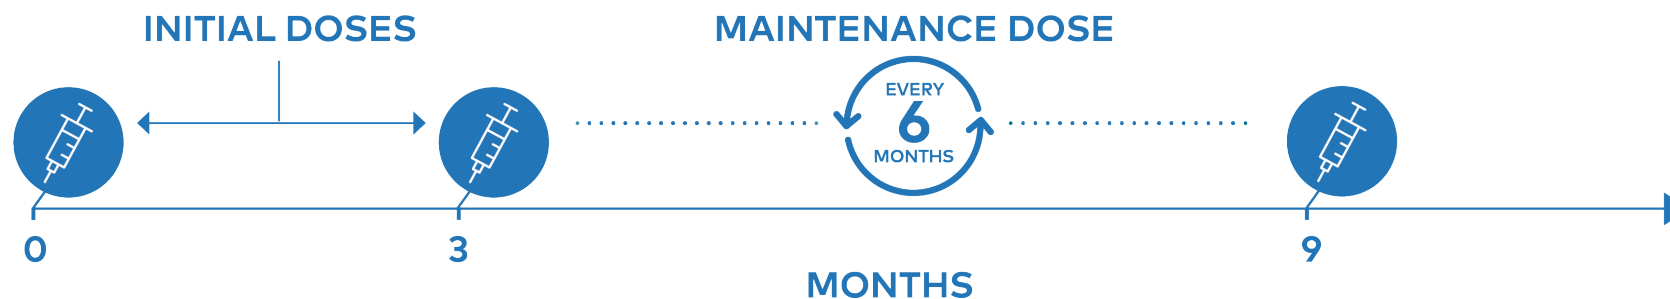 INITIAL DOSES
MAINTENANCE DOSE
EVERY
6
MONTHS
0
3
9
MONTHS